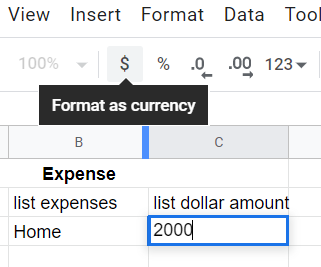 View Insert Format Data Tool
100% $ % .0 .00 123
Format as currency
B C
Expense
list expenses list dollar amount
Home 2000